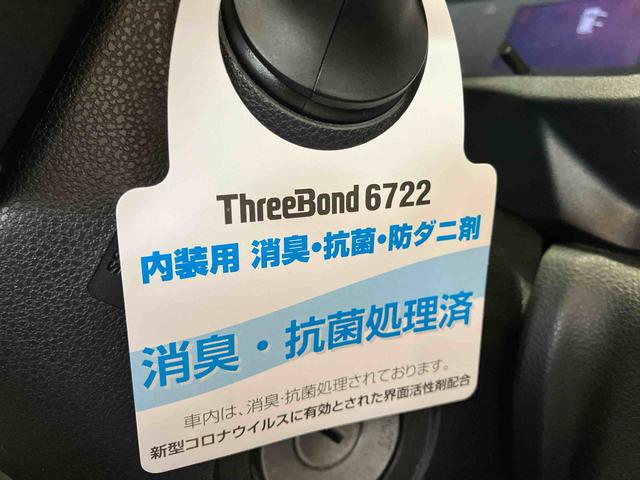 ThreeBond 6722
内装用 消臭・抗菌・防ダニ剤
消臭・抗菌処理済
車内は、消臭・抗菌処理されております。
新型コロナウイルスに有効とされた界面活性剤配合